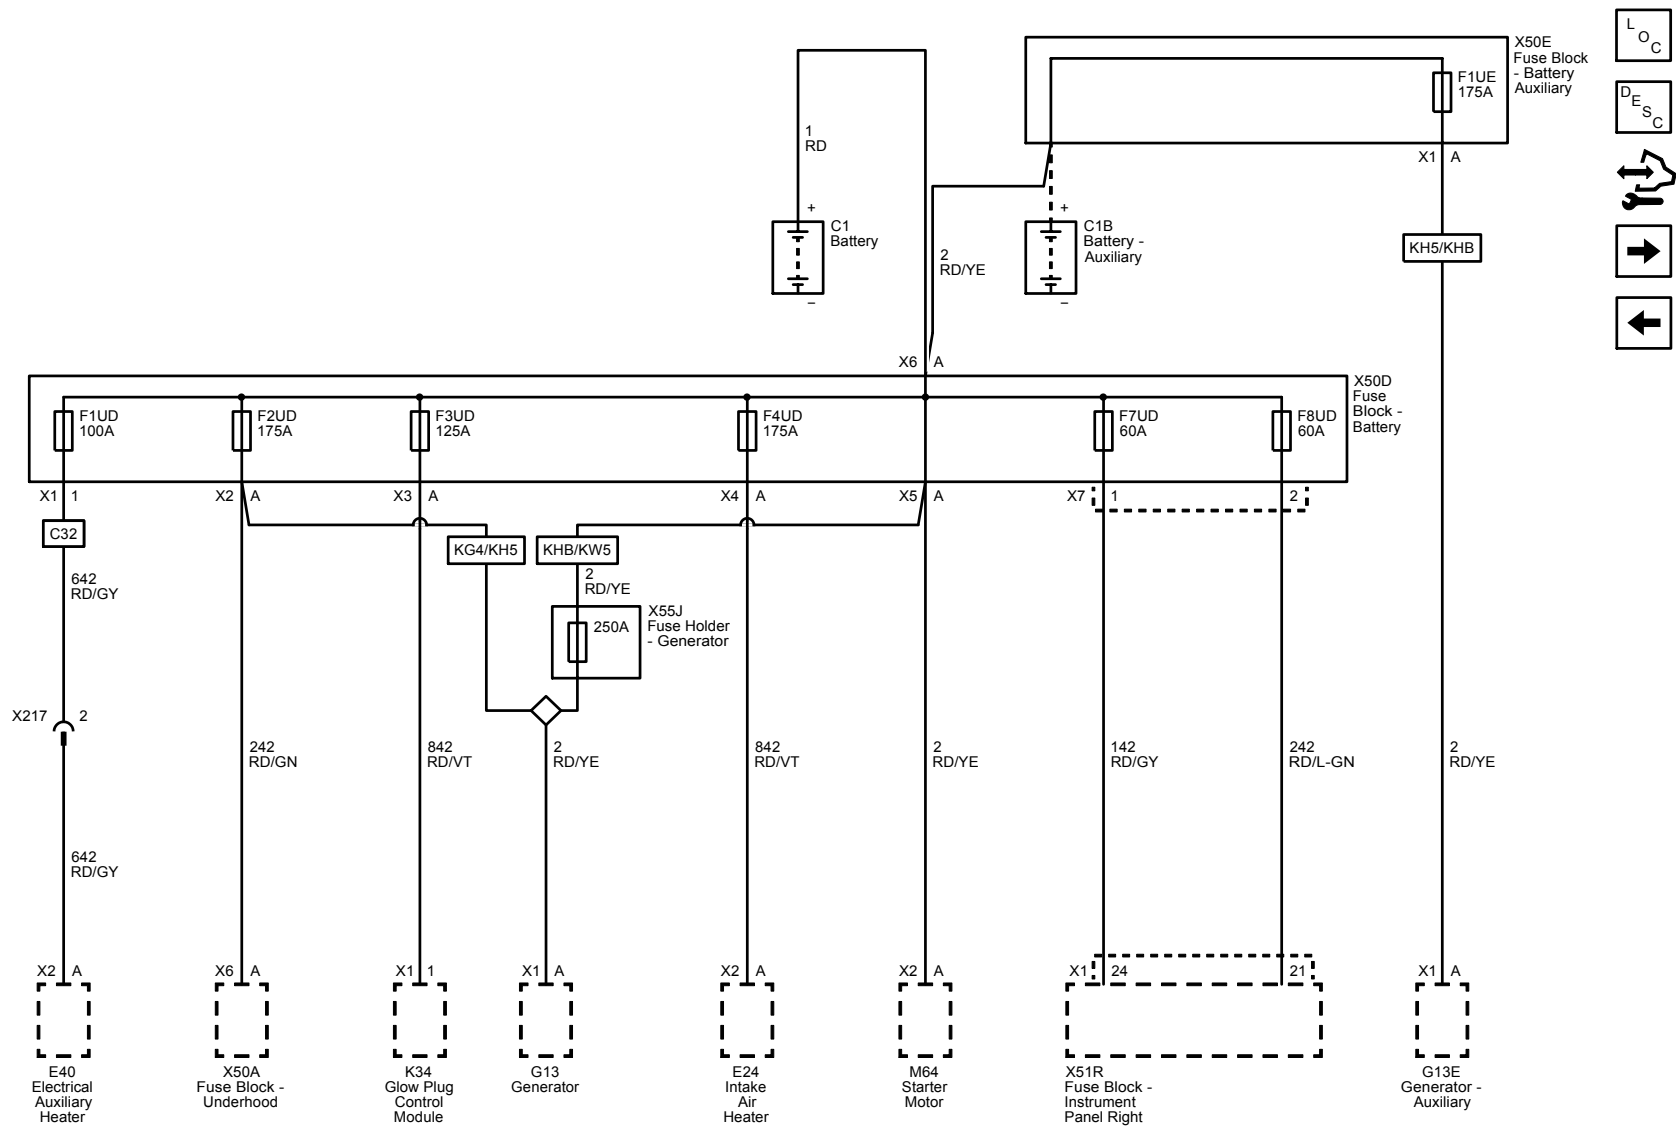 L
O
C
D
E
S
C
X50E
Fuse Block
- Battery
Auxiliary
F1UE
175A
X1 A
1
RD
+
C1
Battery
–
2
RD/YE
+
C1B
Battery -
Auxiliary
–
KH5/KHB
X6 A
X50D
Fuse
Block -
Battery
F1UD
100A
F2UD
175A
F3UD
125A
F4UD
175A
F7UD
60A
F8UD
60A
X1 1
X2 A
X3 A
X4 A
X5 A
X7 1
2
C32
KG4/KH5
KHB/KW5
642
RD/GY
2
RD/YE
X55J
Fuse Holder
- Generator
250A
X217 2
242
RD/GN
842
RD/VT
2
RD/YE
842
RD/VT
2
RD/YE
142
RD/GY
242
RD/L-GN
2
RD/YE
642
RD/GY
X2 A
X6 A
X1 1
X1 A
X2 A
X2 A
X1 24
21
X1 A
E40
Electrical
Auxiliary
Heater
X50A
Fuse Block -
Underhood
K34
Glow Plug
Control
Module
G13
Generator
E24
Intake
Air
Heater
M64
Starter
Motor
X51R
Fuse Block -
Instrument
Panel Right
G13E
Generator -
Auxiliary